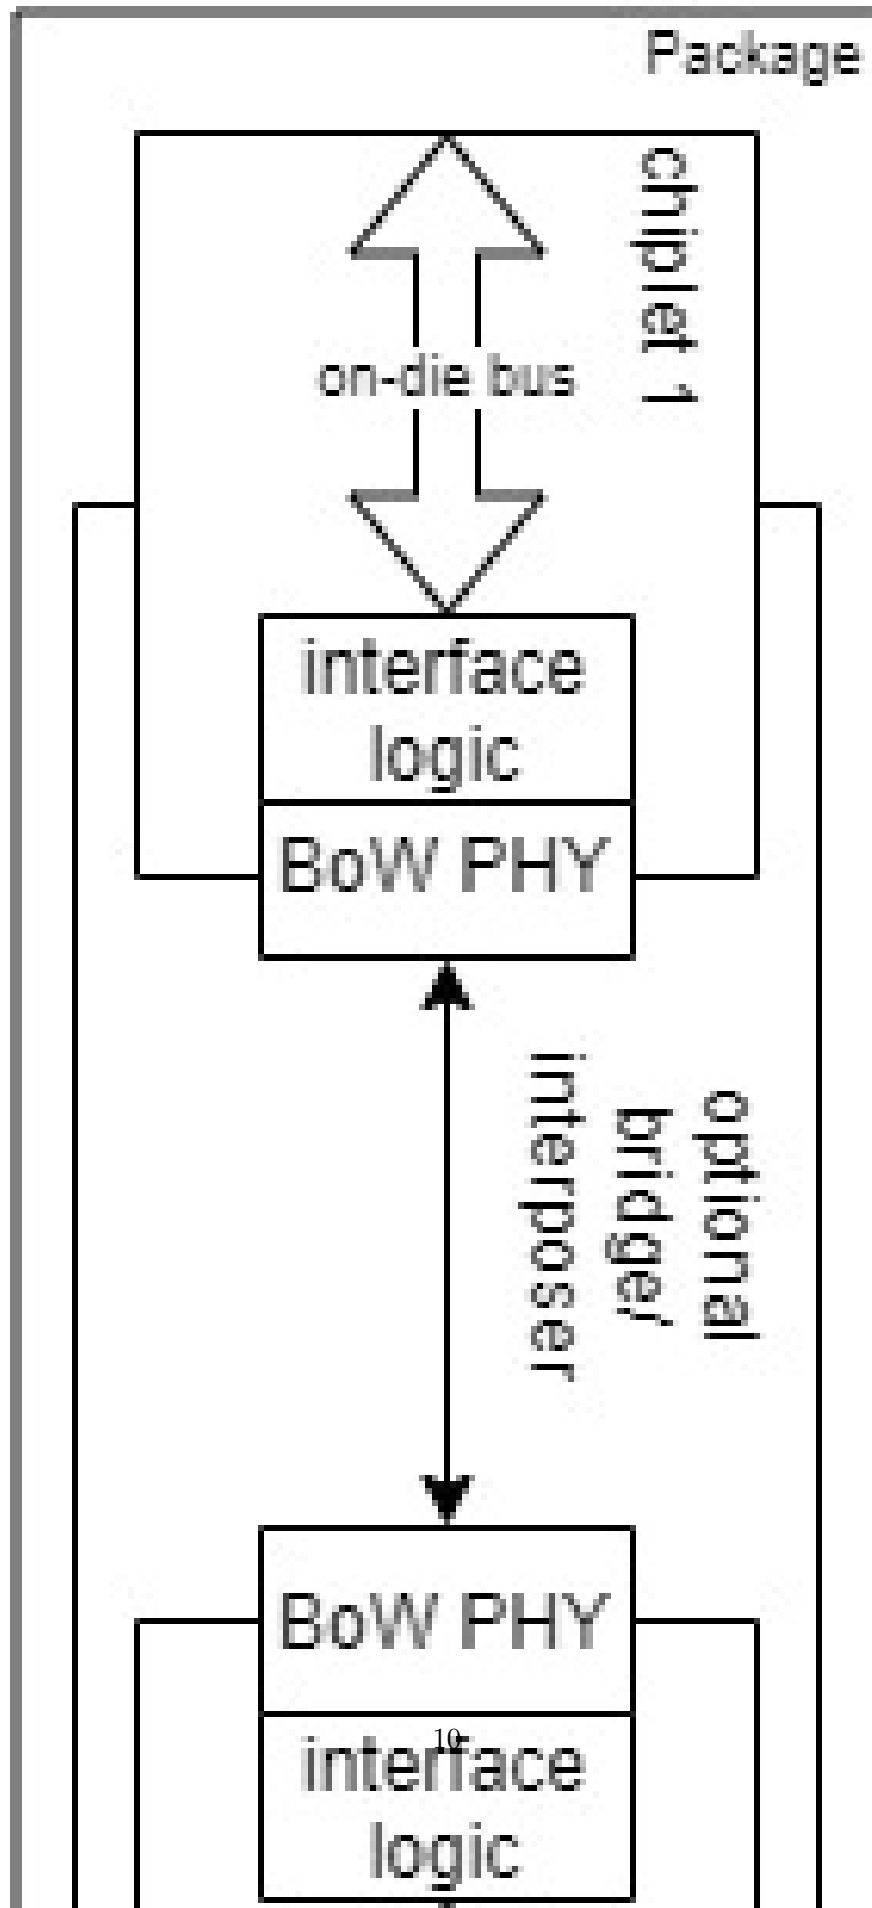 Package
chiplet 1
on-die bus
interface
logic
BoW PHY
optional
bridge/
interposer
BoW PHY
10
interface
logic